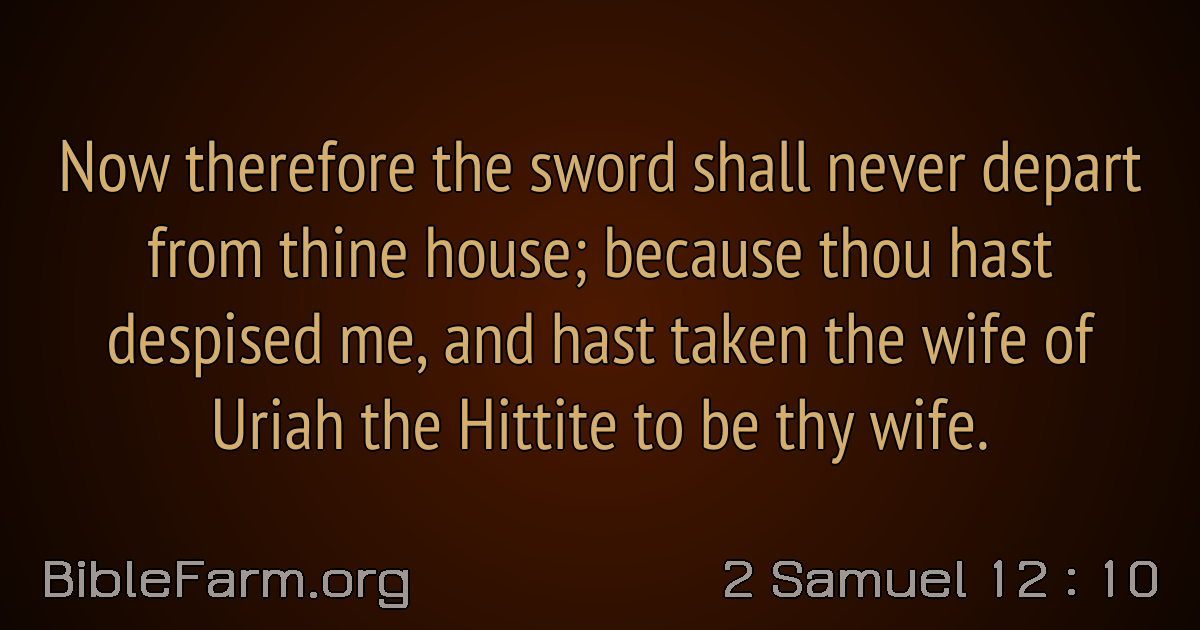 Now therefore the sword shall never depart
from thine house; because thou hast
despised me, and hast taken the wife of
Uriah the Hittite to be thy wife.
BibleFarm.org
2 Samuel 12 : 10